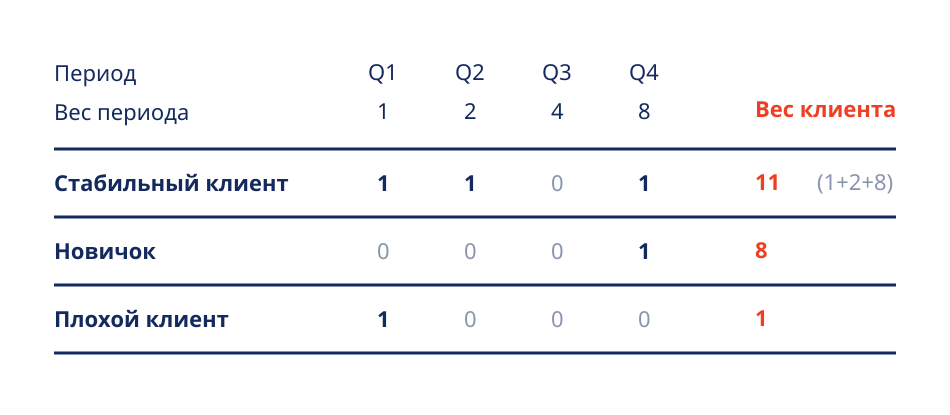 Период Q1 Q2 Q3 Q4
Вес периода 1 2 4 8 Вес клиента
Стабильный клиент 1 1 0 1 11 (1+2+8)
Новичок 0 0 0 1 8
Плохой клиент 1 0 0 0 1